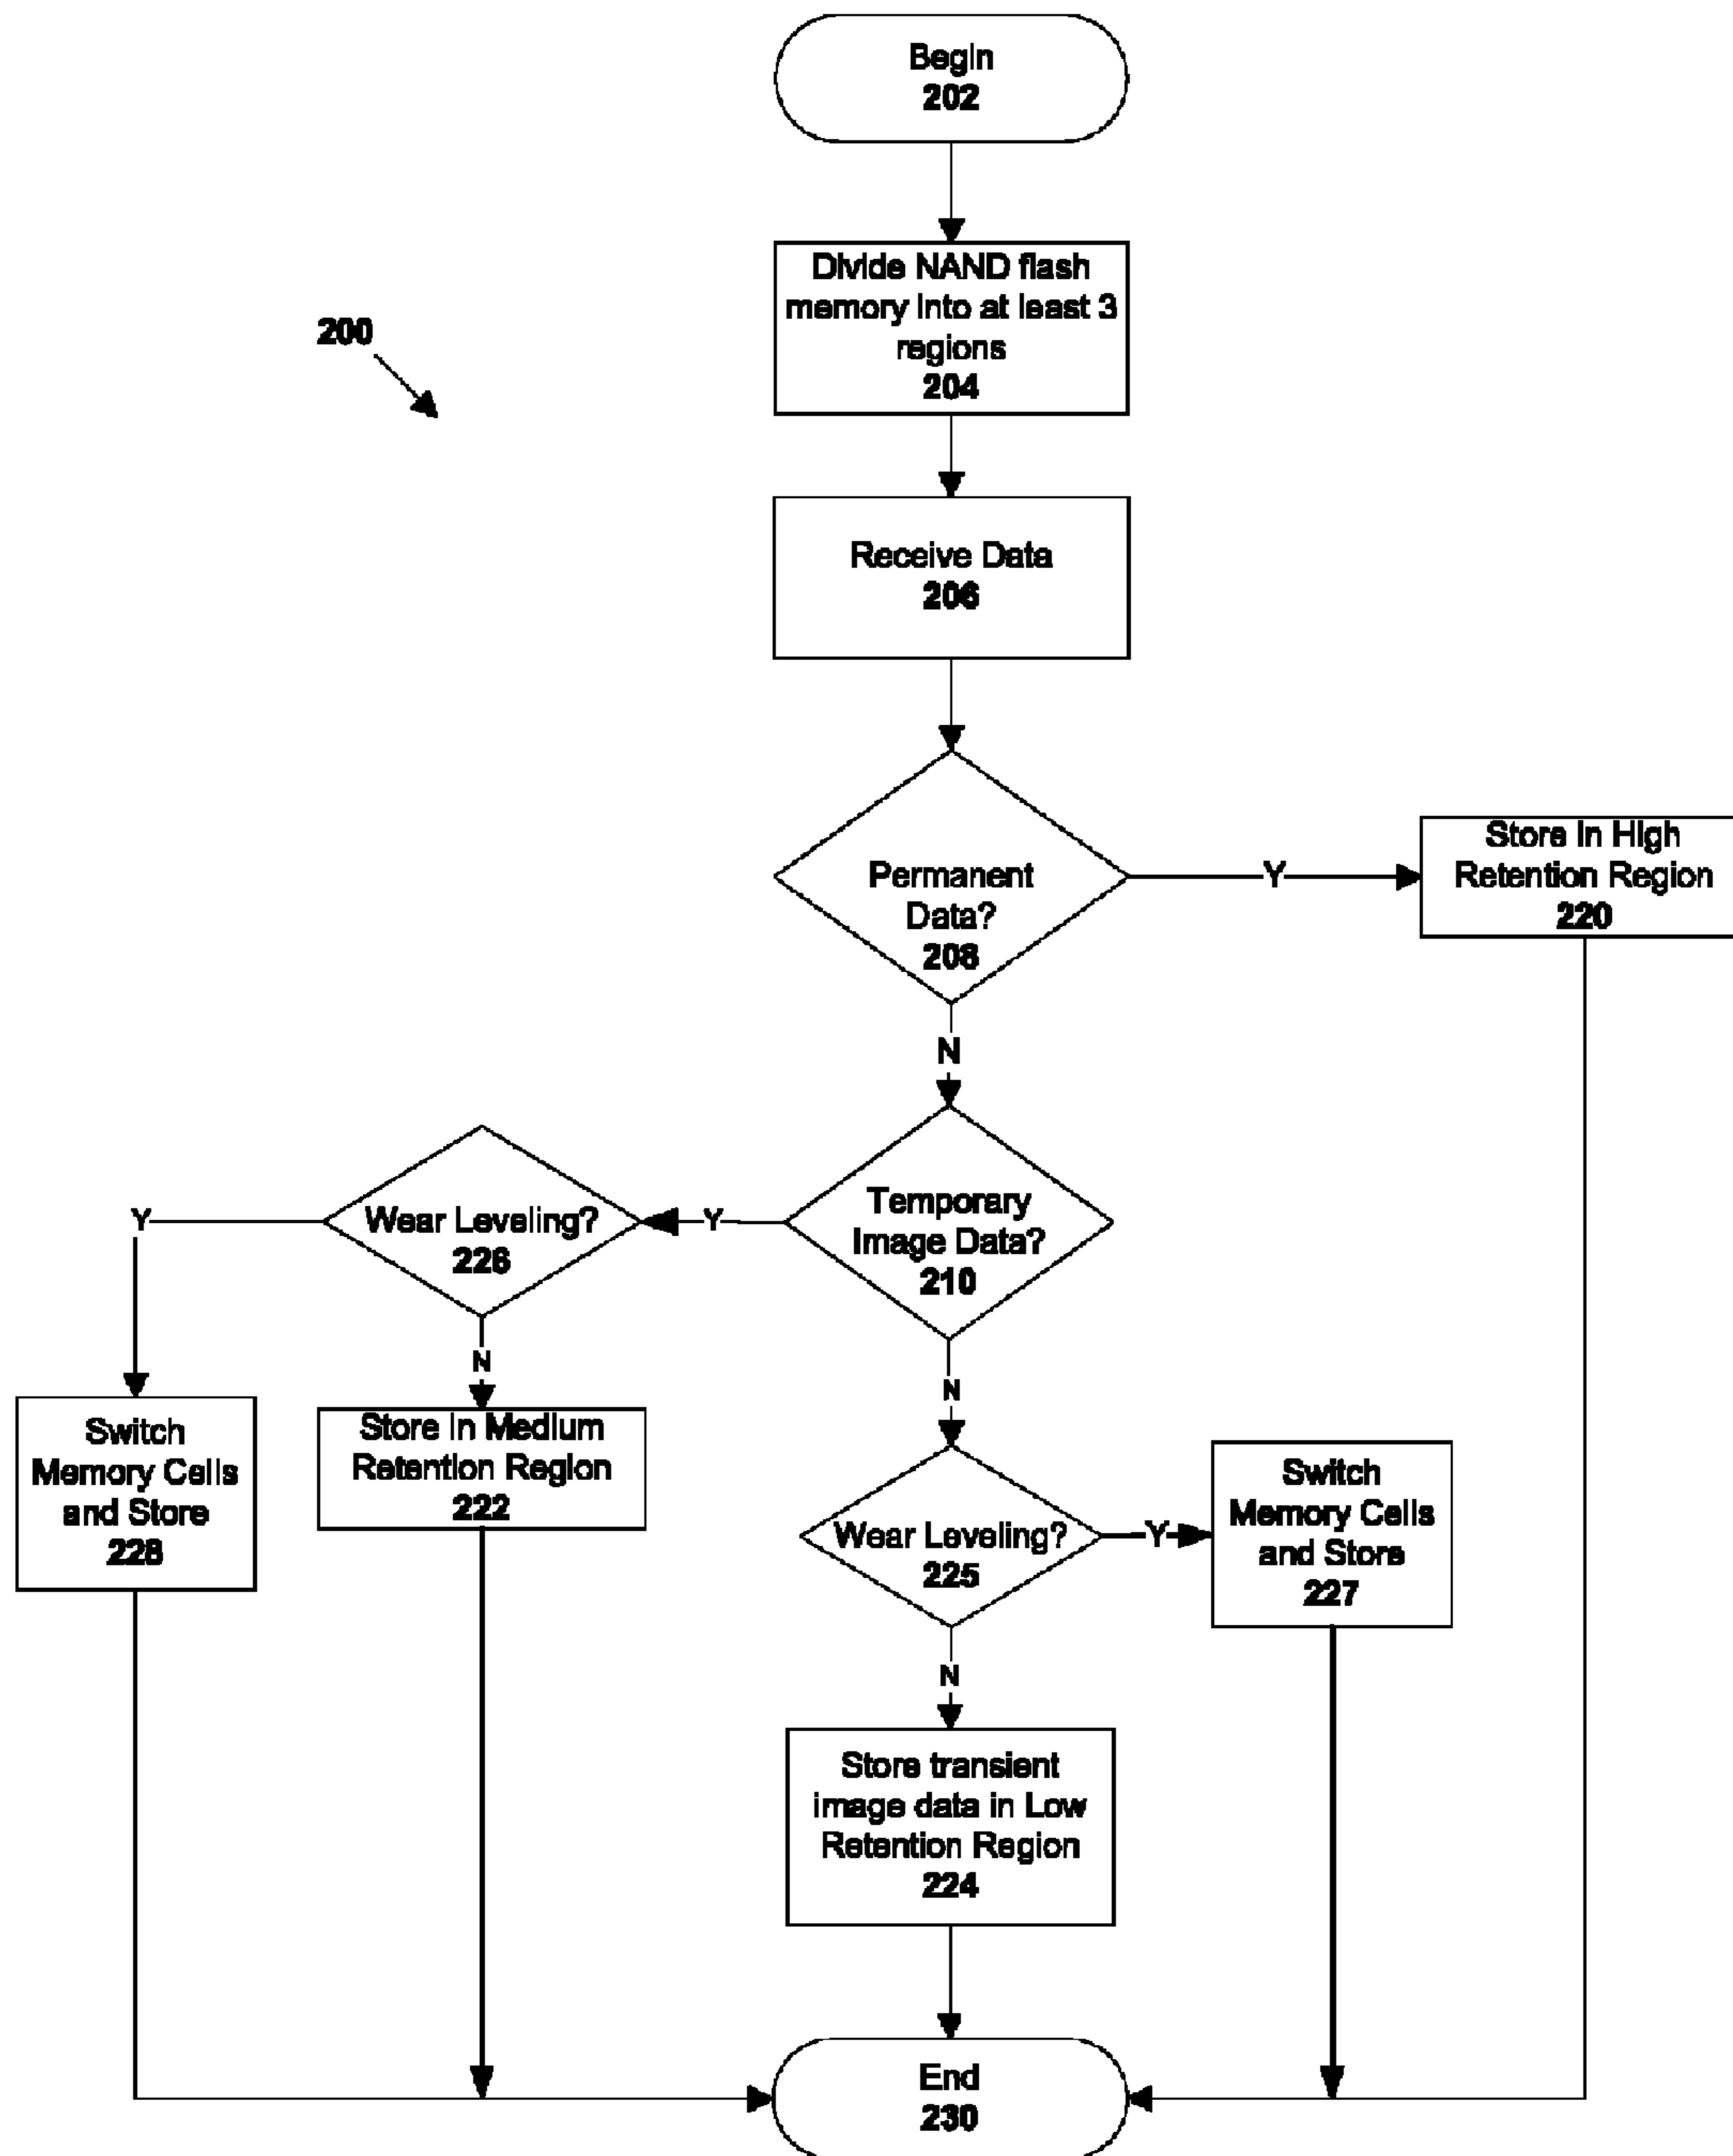 Begin
202
Divide NAND flash
memory into at least 3
regions
204
200
Receive Data
206
Permanent
Data?
208
Y
Store in High
Retention Region
220
N
Temporary
Image Data?
210
Y
Wear Leveling?
226
Y
N
Switch
Memory Cells
and Store
228
Store in Medium
Retention Region
222
N
Wear Leveling?
225
Y
Switch
Memory Cells
and Store
227
N
Store transient
image data in Low
Retention Region
224
End
230